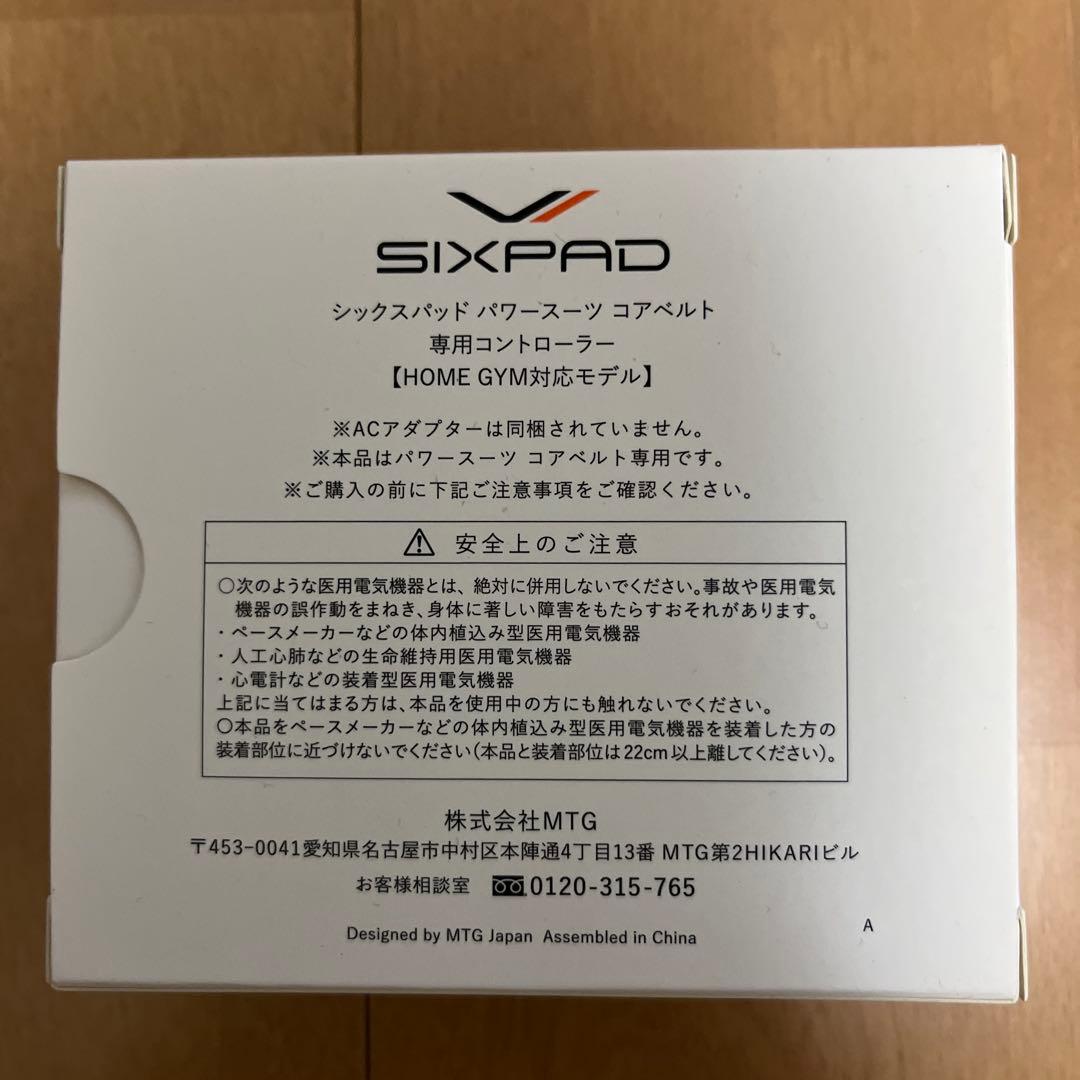 SIXPAD
シックスパッド パワースーツ コアベルト
専用コントローラー
【HOME GYM対応モデル】
※ACアダプターは同梱されていません。
※本品はパワースーツ コアベルト専用です。
※ご購入の前に下記ご注意事項をご確認ください。
安全上のご注意
○次のような医用電気機器とは、絶対に併用しないでください。事故や医用電気
機器の誤作動をまねき、身体に著しい障害をもたらすおそれがあります。
・ペースメーカーなどの体内植込み型医用電気機器
・人工心肺などの生命維持用医用電気機器
・心電計などの装着型医用電気機器
上記に当てはまる方は、本品を使用中の方にも触れないでください。
○本品をペースメーカーなどの体内植込み型医用電気機器を装着した方の
装着部位に近づけないでください(本品と装着部位は22cm以上離してください)。
株式会社MTG
〒453-0041愛知県名古屋市中村区本陣通4丁目13番 MTG第2HIKARIビル
お客様相談室 0120-315-765
Designed by MTG Japan Assembled in China
A